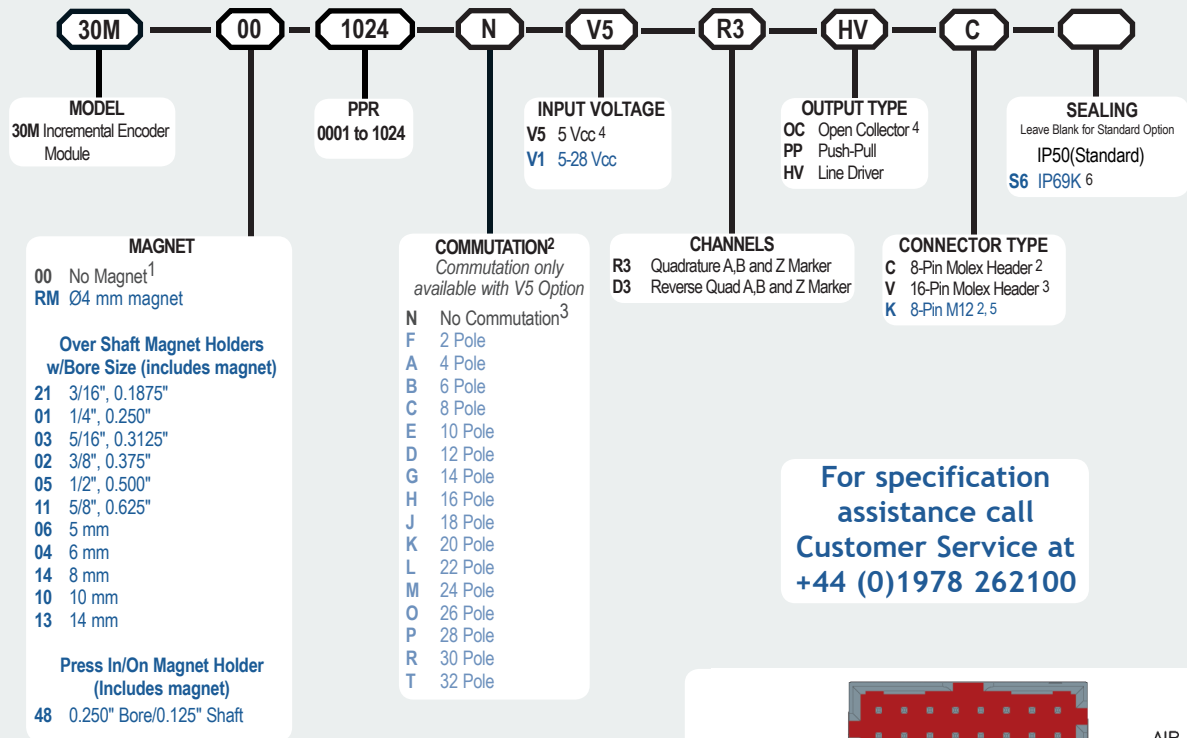 30M 00 1024 N V5 R3 HV C
MODEL
30M Incremental Encoder
Module
PPR
0001 to 1024
INPUT VOLTAGE
V5 5 Vcc 4
V1 5-28 Vcc
OUTPUT TYPE
OC Open Collector 4
PP Push-Pull
HV Line Driver
SEALING
Leave Blank for Standard Option
IP50(Standard)
S6 IP69K 6
MAGNET
00 No Magnet1
RM Ø4 mm magnet
Over Shaft Magnet Holders
w/Bore Size (includes magnet)
21 3/16", 0.1875"
01 1/4", 0.250"
03 5/16", 0.3125"
02 3/8", 0.375"
05 1/2", 0.500"
11 5/8", 0.625"
06 5 mm
04 6 mm
14 8 mm
10 10 mm
13 14 mm
Press In/On Magnet Holder
(Includes magnet)
48 0.250" Bore/0.125" Shaft
COMMUTATION2
Commutation only
available with V5 Option
N No Commutation3
F 2 Pole
A 4 Pole
B 6 Pole
C 8 Pole
E 10 Pole
D 12 Pole
G 14 Pole
H 16 Pole
J 18 Pole
K 20 Pole
L 22 Pole
M 24 Pole
O 26 Pole
P 28 Pole
R 30 Pole
T 32 Pole
CHANNELS
R3 Quadrature A,B and Z Marker
D3 Reverse Quad A,B and Z Marker
CONNECTOR TYPE
C 8-Pin Molex Header 2
V 16-Pin Molex Header 3
K 8-Pin M12 2, 5
For specification
assistance call
Customer Service at
+44 (0)1978 262100